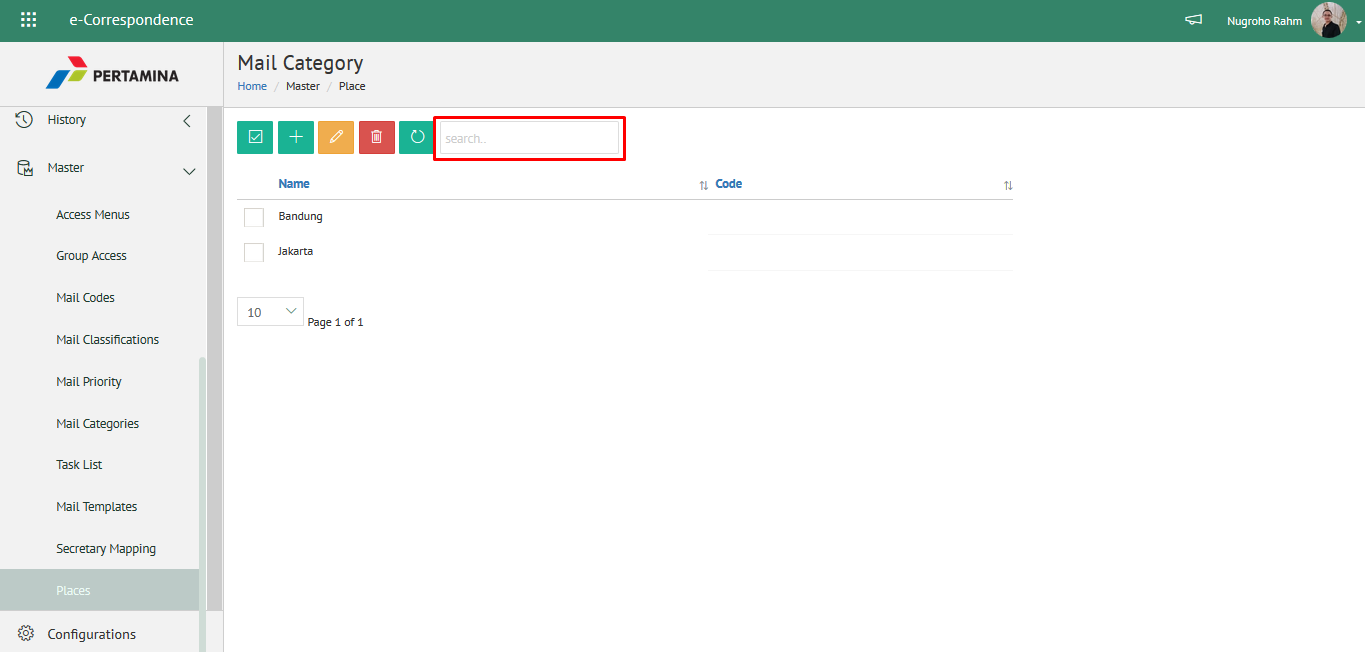 e-Correspondence
Nugroho Rahm
PERTAMINA
Mail Category
Home / Master / Place
History
Master
Access Menus
Group Access
Mail Codes
Mail Classifications
Mail Priority
Mail Categories
Task List
Mail Templates
Secretary Mapping
Places
Configurations
search..
Name Code
Bandung
Jakarta
10 Page 1 of 1